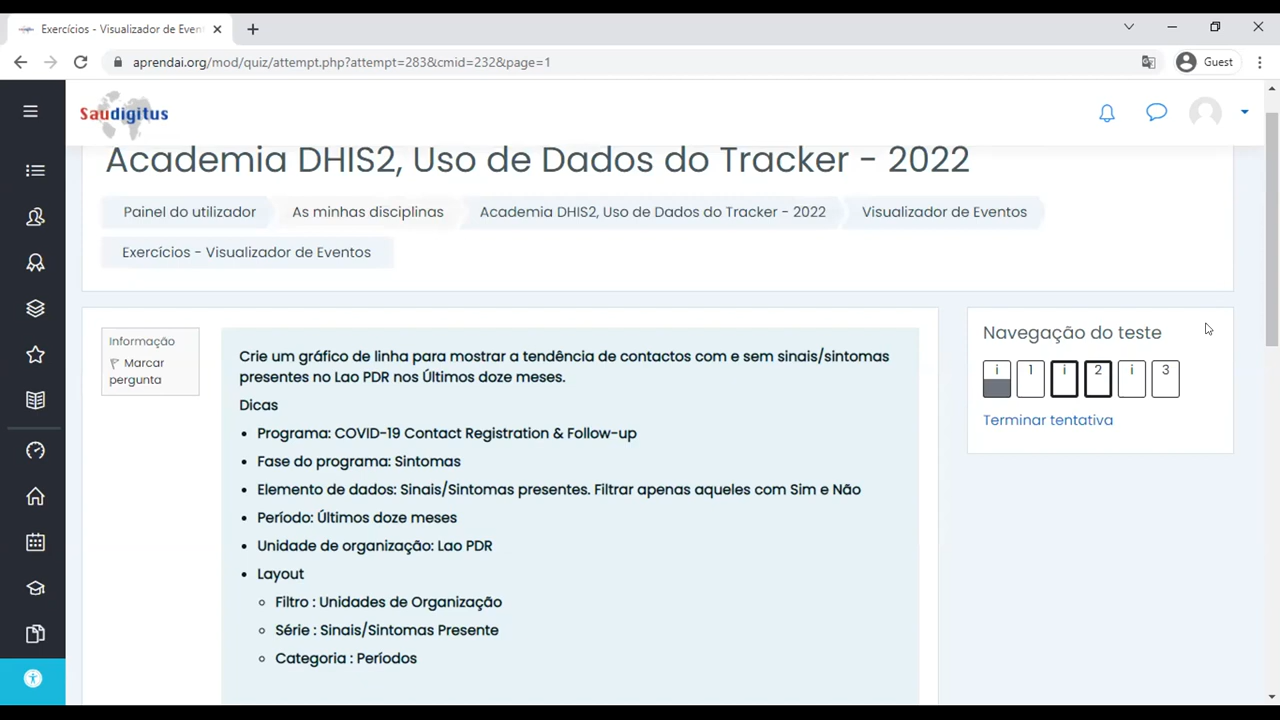 Exercícios - Visualizador de Even
aprendai.org/mod/quiz/attempt.php?attempt=283&cmid=232&page=1
Guest
Saudigitus
Academia DHIS2, Uso de Dados do Tracker - 2022
Painel do utilizador
As minhas disciplinas
Academia DHIS2, Uso de Dados do Tracker - 2022
Visualizador de Eventos
Exercícios - Visualizador de Eventos
Informação
Marcar
pergunta
Crie um gráfico de linha para mostrar a tendência de contactos com e sem sinais/sintomas
presentes no Lao PDR nos Últimos doze meses.
Dicas
• Programa: COVID-19 Contact Registration & Follow-up
• Fase do programa: Sintomas
• Elemento de dados: Sinais/Sintomas presentes. Filtrar apenas aqueles com Sim e Não
• Período: Últimos doze meses
• Unidade de organização: Lao PDR
• Layout
○ Filtro : Unidades de Organização
○ Série : Sinais/Sintomas Presente
○ Categoria : Períodos
Navegação do teste
i 1 i 2 i 3
Terminar tentativa